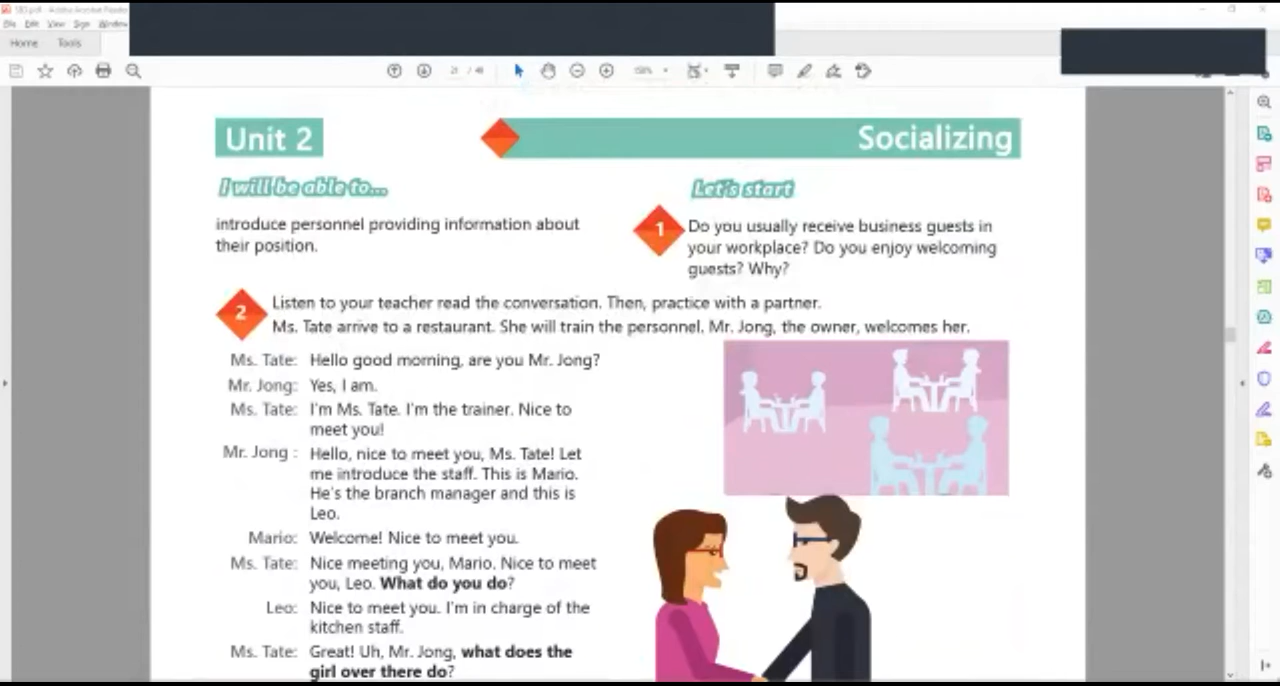 File Edit View Sign Window
Home Tools
Unit 2
Socializing
I will be able to...
introduce personnel providing information about
their position.
Let's start
1
Do you usually receive business guests in
your workplace? Do you enjoy welcoming
guests? Why?
2
Listen to your teacher read the conversation. Then, practice with a partner.
Ms. Tate arrive to a restaurant. She will train the personnel. Mr. Jong, the owner, welcomes her.
Ms. Tate: Hello good morning, are you Mr. Jong?
Mr. Jong: Yes, I am.
Ms. Tate: I'm Ms. Tate. I'm the trainer. Nice to
meet you!
Mr. Jong : Hello, nice to meet you, Ms. Tate! Let
me introduce the staff. This is Mario.
He's the branch manager and this is
Leo.
Mario: Welcome! Nice to meet you.
Ms. Tate: Nice meeting you, Mario. Nice to meet
you, Leo. What do you do?
Leo: Nice to meet you. I'm in charge of the
kitchen staff.
Ms. Tate: Great! Uh, Mr. Jong, what does the
girl over there do?